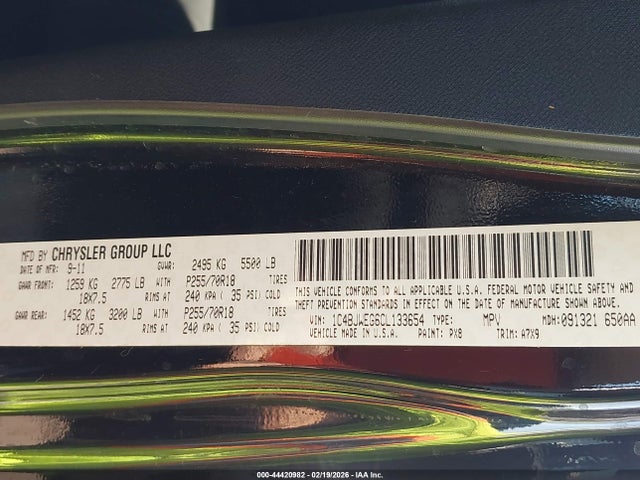 MFD BY CHRYSLER GROUP LLC
DATE OF MFR: 9-11 GVWR: 2495 KG 5500 LB
GAWR FRONT: 1259 KG 2775 LB WITH P255/70R18 TIRES
18X7.5 RIMS AT 240 KPA ( 35 PSI) COLD
GAWR REAR: 1452 KG 3200 LB WITH P255/70R18 TIRES
18X7.5 RIMS AT 240 KPA ( 35 PSI) COLD
THIS VEHICLE CONFORMS TO ALL APPLICABLE U.S.A. FEDERAL MOTOR VEHICLE SAFETY AND
THEFT PREVENTION STANDARDS IN EFFECT ON THE DATE OF MANUFACTURE SHOWN ABOVE.
VIN: 1C4BJWEG6CL133654 TYPE: MPV MDH: 091321 650AA
VEHICLE MADE IN U.S.A. PAINT: PX8 TRIM: A7X9
000-44420982 - 02/19/2026 - IAA Inc.